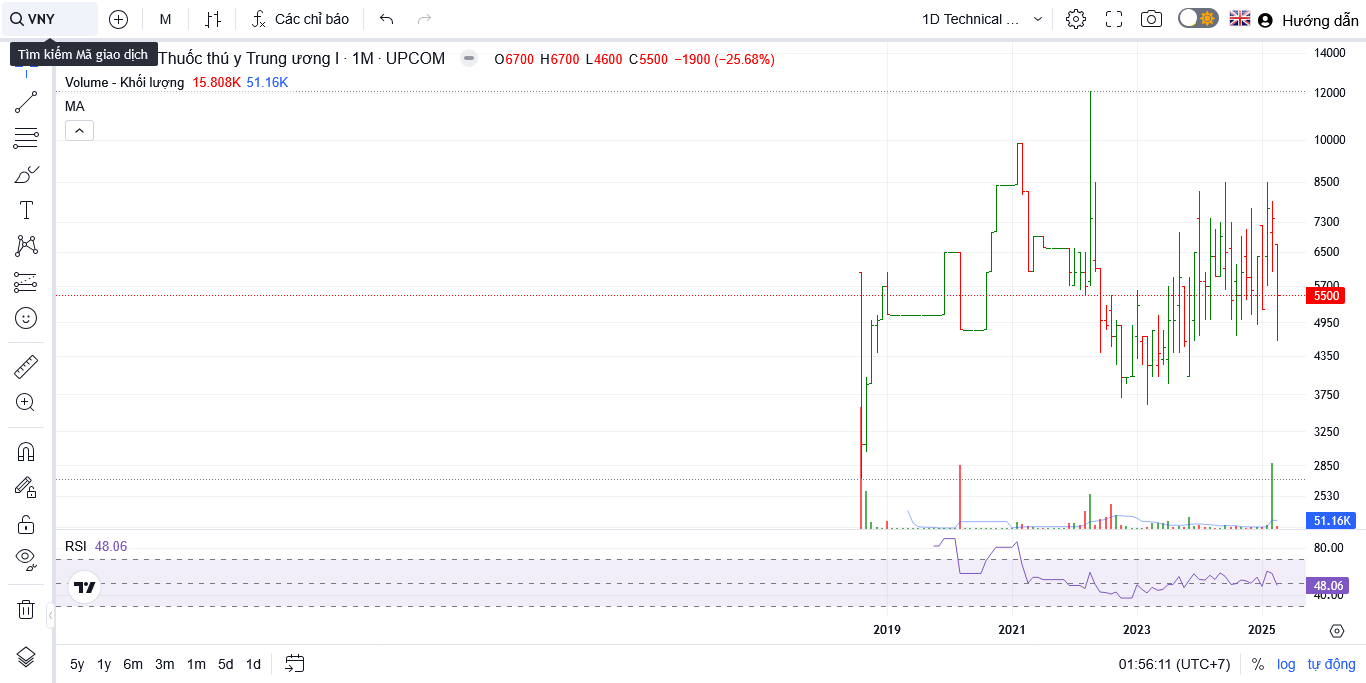 VNY
M
Các chỉ báo
1D Technical ...
Hướng dẫn
Tìm kiếm Mã giao dịch
Thuốc thú y Trung ương I · 1M · UPCOM
O6700 H6700 L4600 C5500 −1900 (−25.68%)
Volume - Khối lượng 15.808K 51.16K
MA
14000
12000
10000
8500
7300
6500
5700
5500
4950
4350
3750
3250
2850
2530
51.16K
RSI 48.06
80.00
48.06
40.00
2019 2021 2023 2025
5y 1y 6m 3m 1m 5d 1d
01:56:11 (UTC+7) % log tự động